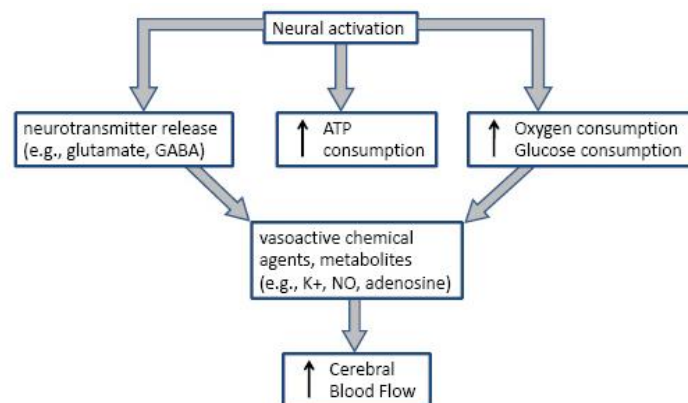 Neural activation
neurotransmitter release
(e.g., glutamate, GABA)
↑ ATP
consumption
↑ Oxygen consumption
Glucose consumption
vasoactive chemical
agents, metabolites
(e.g., K+, NO, adenosine)
↑ Cerebral
Blood Flow